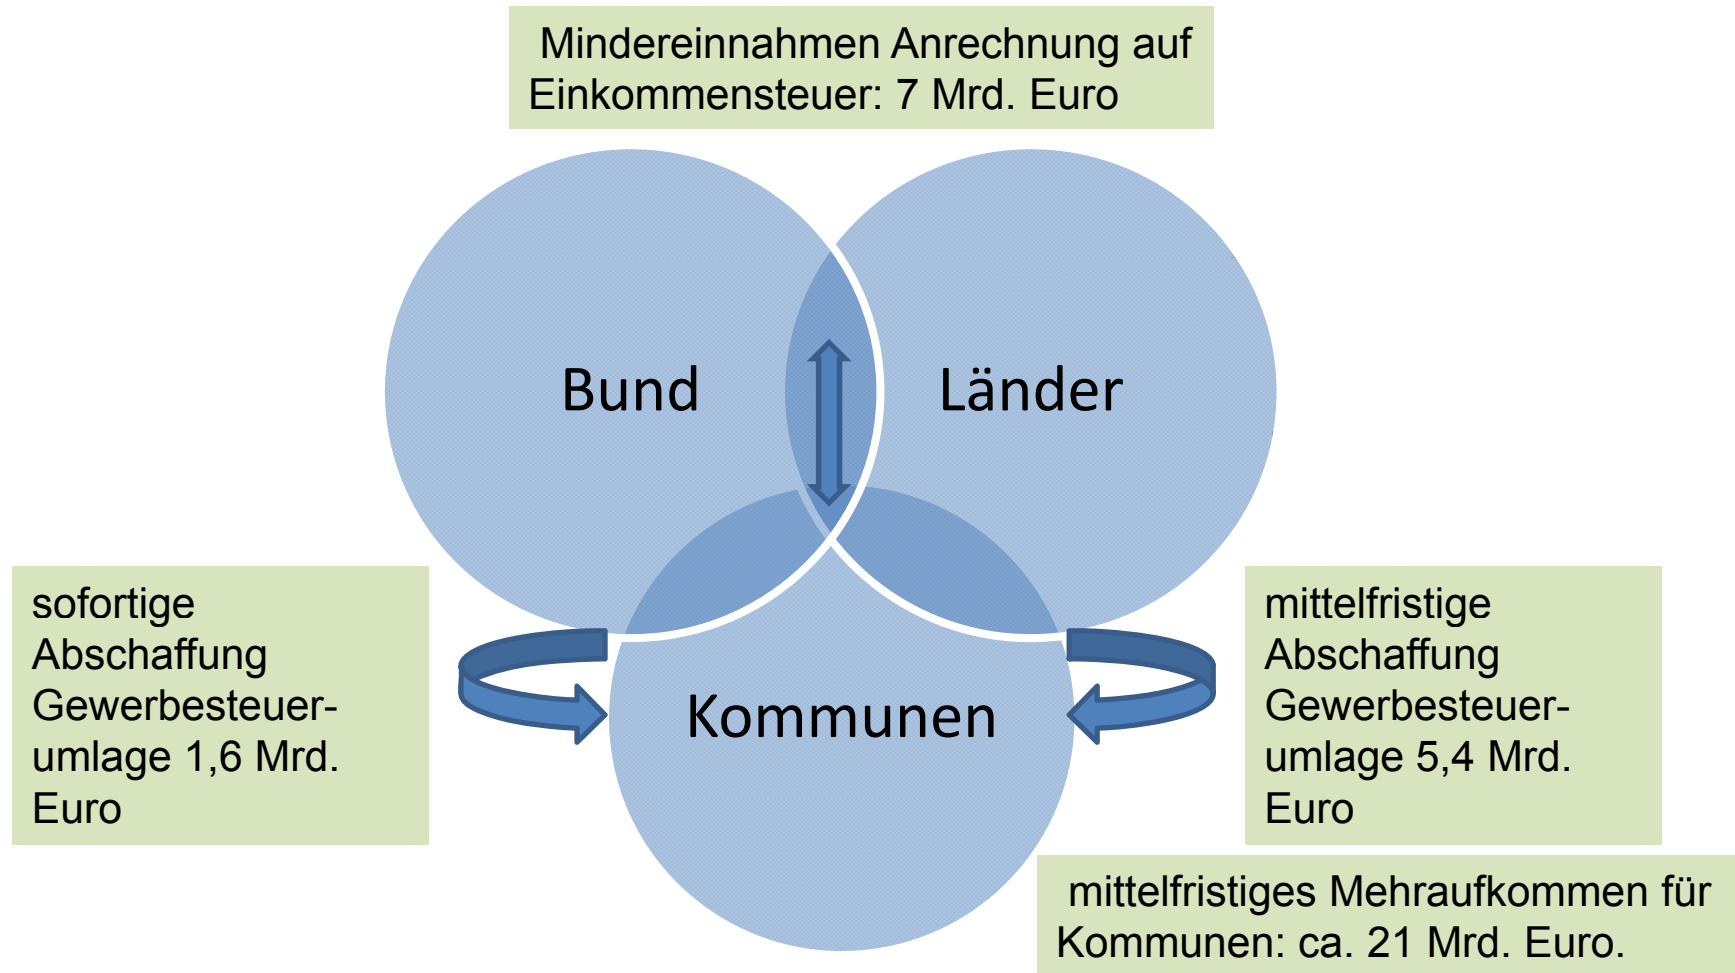 Mindereinnahmen Anrechnung auf
Einkommensteuer: 7 Mrd. Euro
Bund
Länder
sofortige
Abschaffung
Gewerbesteuer-
umlage 1,6 Mrd.
Euro
mittelfristige
Abschaffung
Gewerbesteuer-
umlage 5,4 Mrd.
Euro
Kommunen
mittelfristiges Mehraufkommen für
Kommunen: ca. 21 Mrd. Euro.